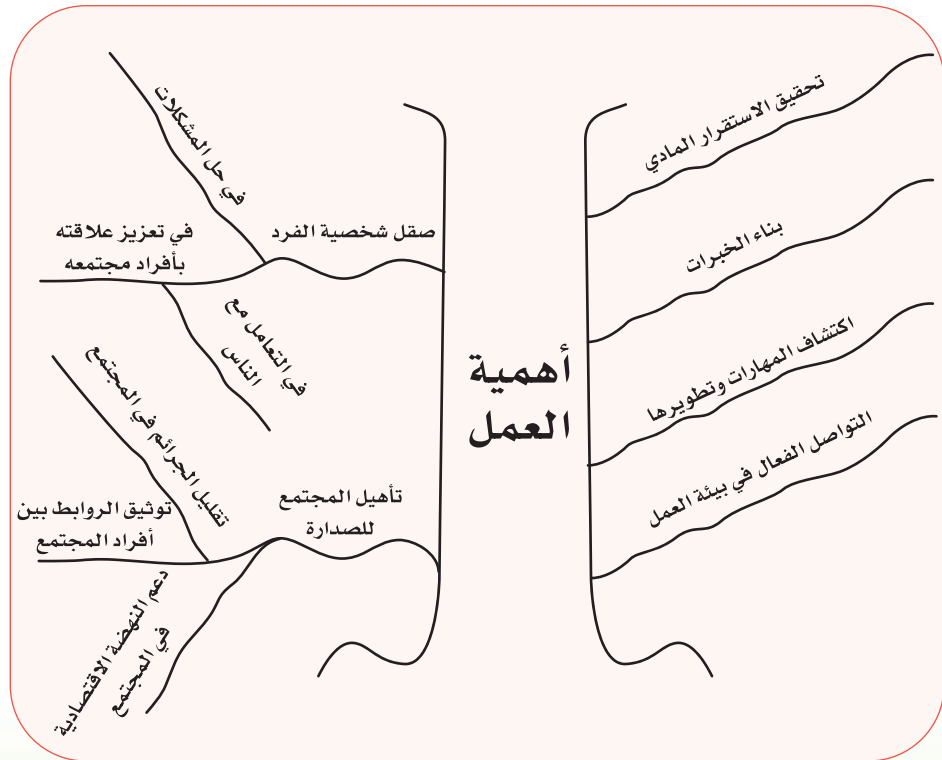 أهمية
العمل
تحقيق الاستقرار المادي
بناء الخبرات
اكتشاف المهارات وتطويرها
التواصل الفعال في بيئة العمل
صقل شخصية الفرد
في حل المشكلات
في تعزيز علاقته
بأفراد مجتمعه
في التعامل مع
الناس
تأهيل المجتمع
للصدارة
تقليل الجرائم في المجتمع
توثيق الروابط بين
أفراد المجتمع
دعم النهضة الاقتصادية
في المجتمع